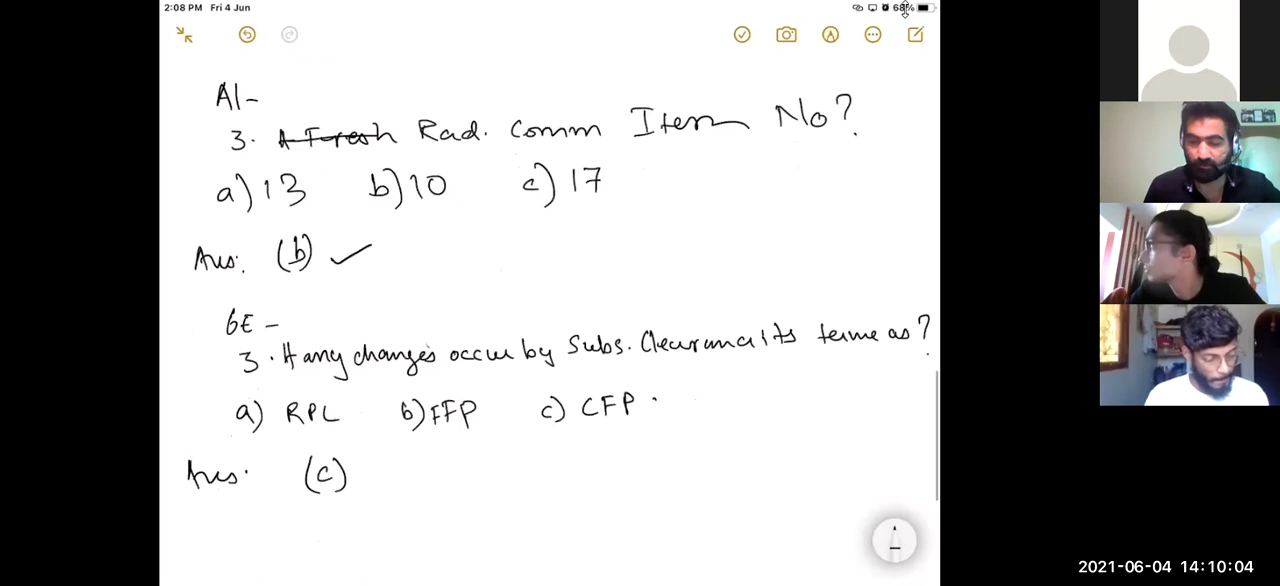 2:08 PM Fri 4 Jun 68%
A1-
3. A Fresh Rad. Comm Item No?
a) 13 b) 10 c) 17
Ans. (b) ✓
GE -
3. If any changes occur by Subs. Clearance its terme as?
a) RPL b) FFP c) CFP.
Ans. (c)
2021-06-04 14:10:04